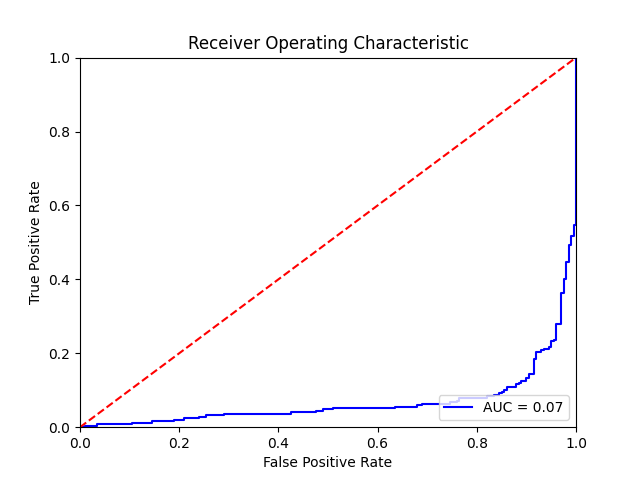 Receiver Operating Characteristic
1.0
0.8
0.6
0.4
0.2
0.0
True Positive Rate
AUC = 0.07
0.0 0.2 0.4 0.6 0.8 1.0
False Positive Rate